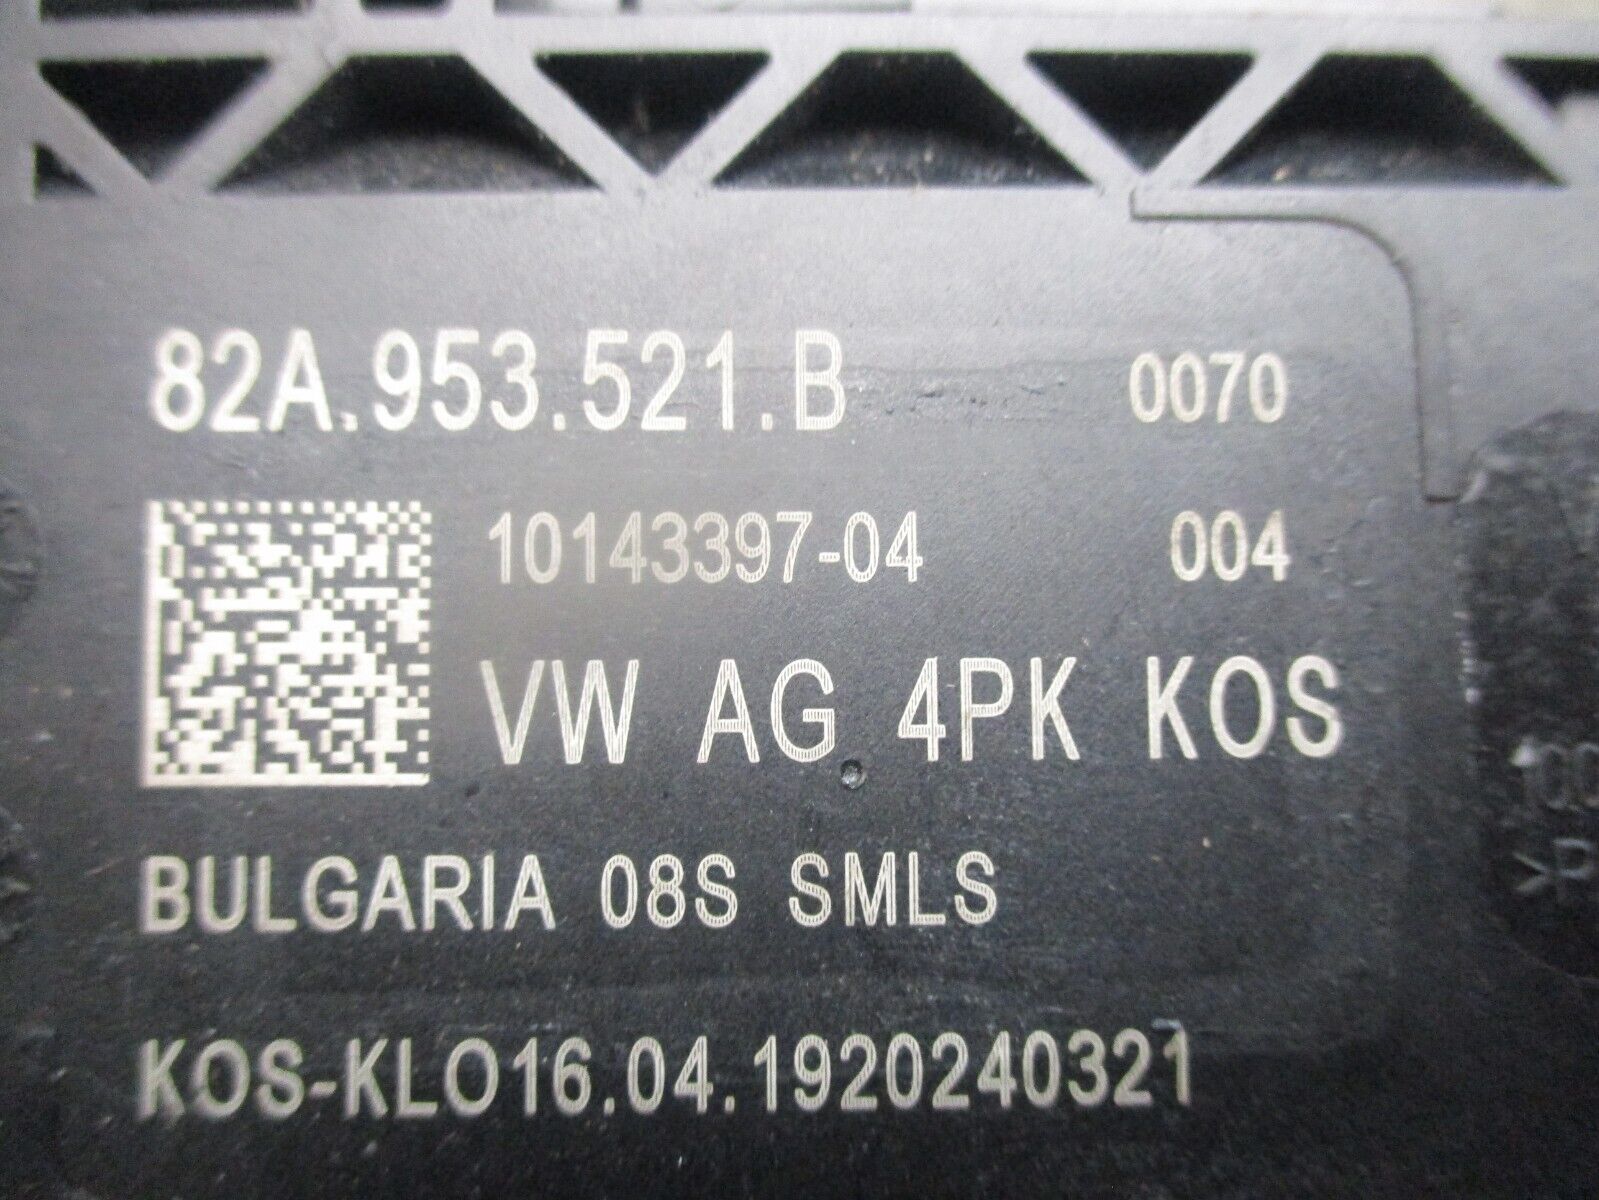 82A.953.521.B 0070
10143397-04 004
VW AG 4PK KOS
BULGARIA 08S SMLS
KOS-KLO16.04.1920240321